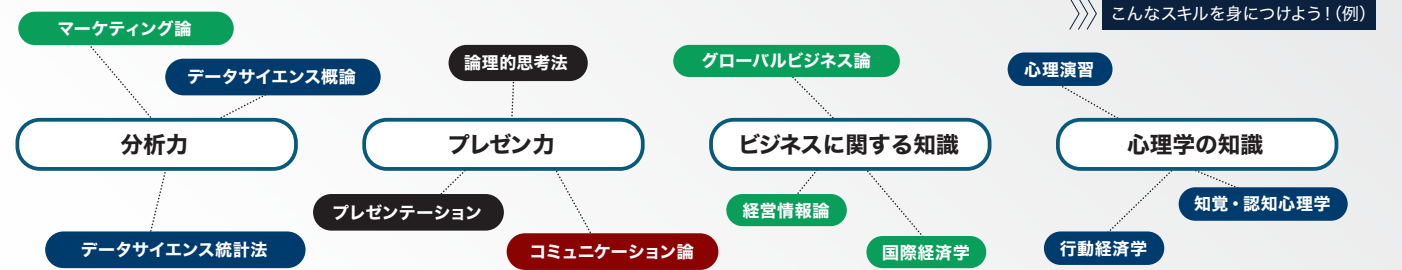 こんなスキルを身につけよう!(例)
マーケティング論
データサイエンス概論
分析力
データサイエンス統計法
論理的思考法
プレゼン力
プレゼンテーション
コミュニケーション論
グローバルビジネス論
ビジネスに関する知識
経営情報論
国際経済学
心理演習
心理学の知識
知覚・認知心理学
行動経済学